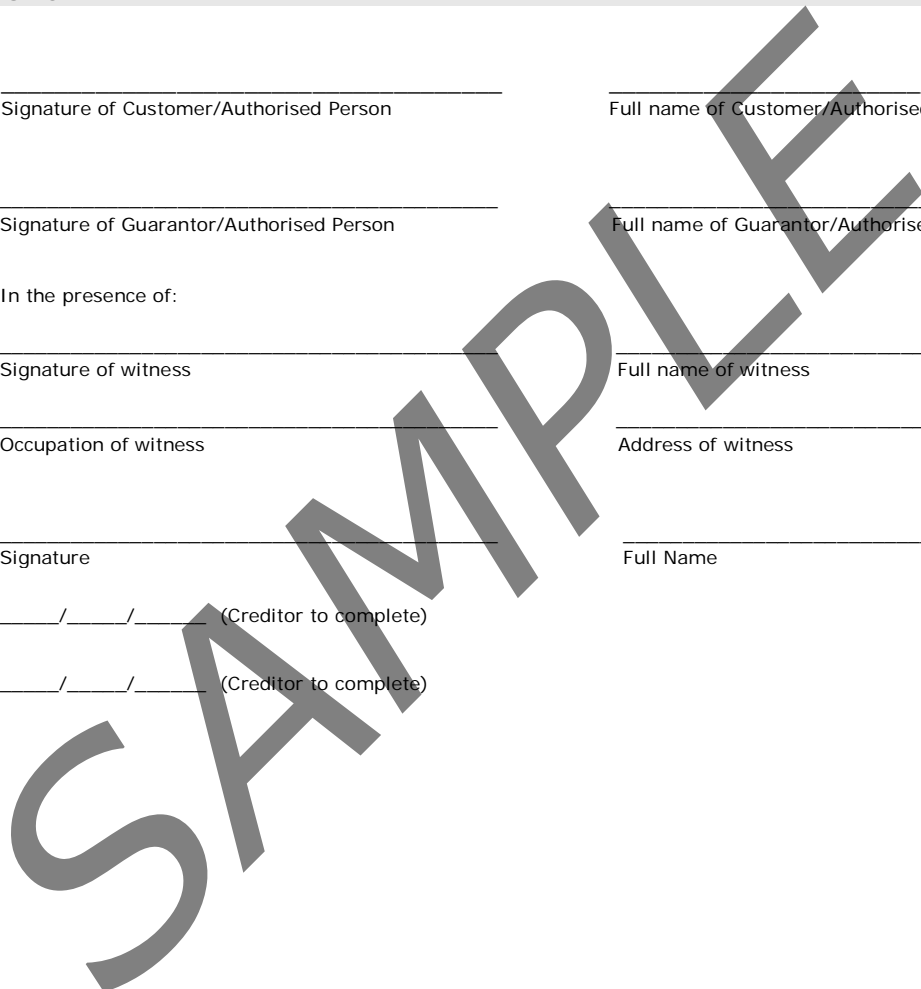 Signature of Customer/Authorised Person Full name of Customer/Authorised
Signature of Guarantor/Authorised Person Full name of Guarantor/Authorise
In the presence of:
Signature of witness Full name of witness
Occupation of witness Address of witness
Signature Full Name
_____/_____/______ (Creditor to complete)
_____/_____/______ (Creditor to complete)
SAMPLE